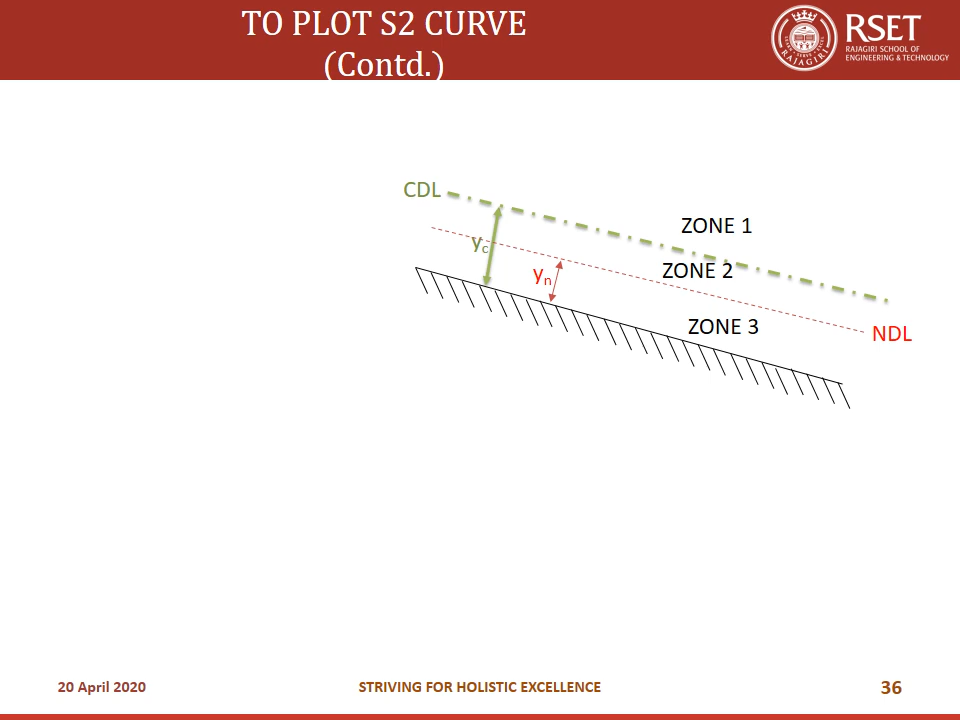 TO PLOT S2 CURVE
(Contd.)
RSET
RAJAGIRI SCHOOL OF
ENGINEERING & TECHNOLOGY
RAJAGIRI
CDL
ZONE 1
yc
ZONE 2
yn
ZONE 3
NDL
20 April 2020
STRIVING FOR HOLISTIC EXCELLENCE
36